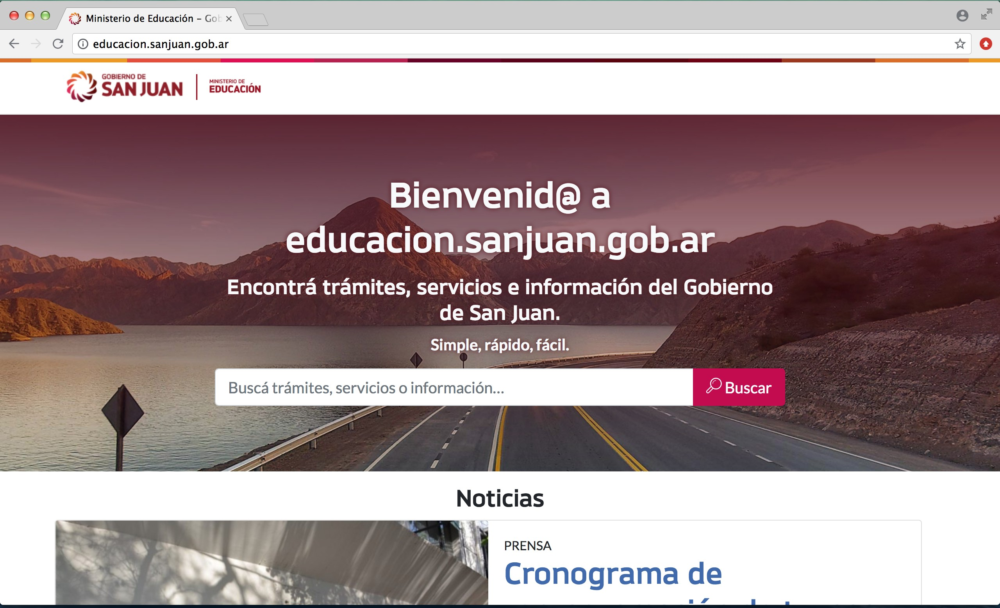 Ministerio de Educación – Gob
educacion.sanjuan.gob.ar
GOBIERNO DE
SAN JUAN
MINISTERIO DE
EDUCACIÓN
Bienvenid@ a
educacion.sanjuan.gob.ar
Encontrá trámites, servicios e información del Gobierno
de San Juan.
Simple, rápido, fácil.
Buscá trámites, servicios o información...
Buscar
Noticias
PRENSA
Cronograma de